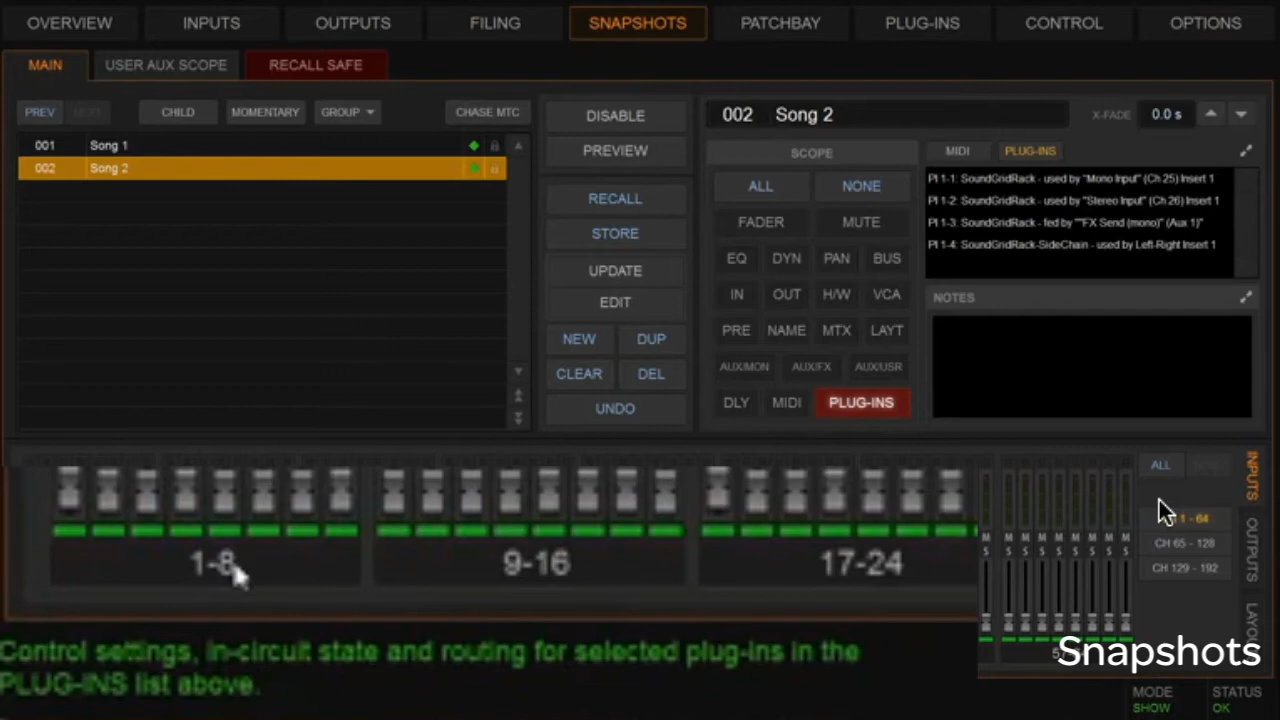 OVERVIEW INPUTS OUTPUTS FILING SNAPSHOTS PATCHBAY PLUG-INS CONTROL OPTIONS
MAIN USER AUX SCOPE RECALL SAFE
PREV NEXT CHILD MOMENTARY GROUP CHASE MTC
001 Song 1
002 Song 2
DISABLE
PREVIEW
RECALL
STORE
UPDATE
EDIT
NEW DUP
CLEAR DEL
UNDO
002 Song 2 X-FADE 0.0 s
SCOPE
ALL NONE
FADER MUTE
EQ DYN PAN BUS
IN OUT H/W VCA
PRE NAME MTX LAYT
AUX/MON AUX/FX AUX/USR
DLY MIDI PLUG-INS
MIDI PLUG-INS
PI 1-1: SoundGridRack - used by "Mono Input" (Ch 25) Insert 1
PI 1-2: SoundGridRack - used by "Stereo Input" (Ch 26) Insert 1
PI 1-3: SoundGridRack - fed by ""FX Send (mono)" (Aux 1)"
PI 1-4: SoundGridRack-SideChain - used by Left-Right Insert 1
NOTES
1-8 9-16 17-24
M M M M M M M M
S S S S S S S S
ALL
1 - 64
CH 65 - 128
CH 129 - 192
INPUTS
OUTPUTS
Control settings, in-circuit state and routing for selected plug-ins in the
PLUG-INS list above.
Snapshots
MODE STATUS
SHOW OK